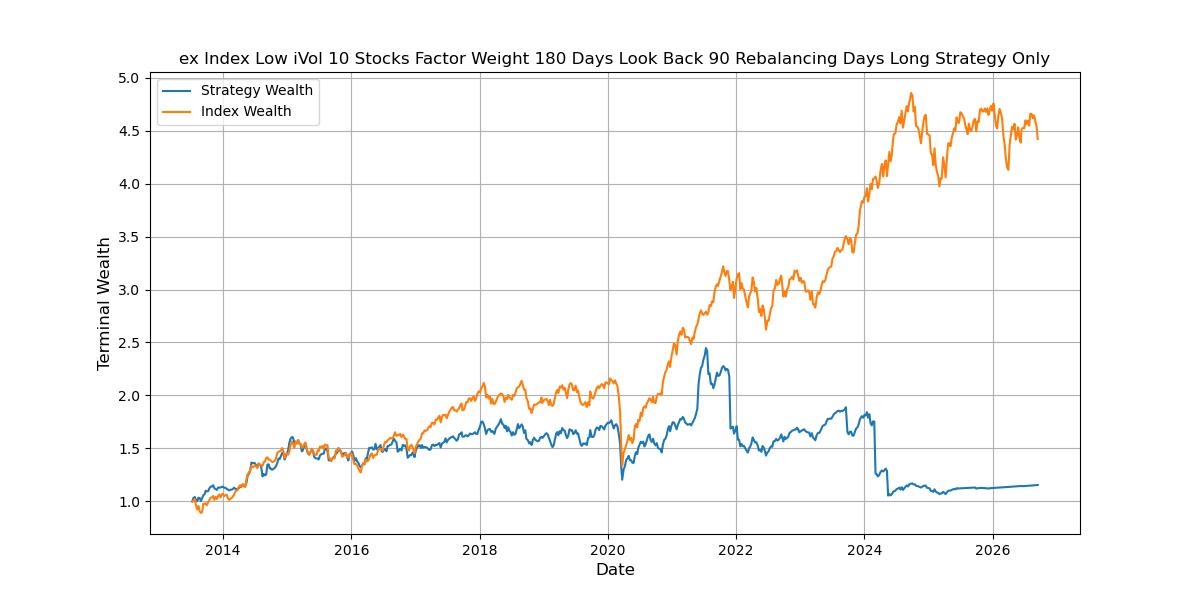 ex Index Low iVol 10 Stocks Factor Weight 180 Days Look Back 90 Rebalancing Days Long Strategy Only
Strategy Wealth
Index Wealth
Terminal Wealth
5.0
4.5
4.0
3.5
3.0
2.5
2.0
1.5
1.0
2014 2016 2018 2020 2022 2024 2026
Date